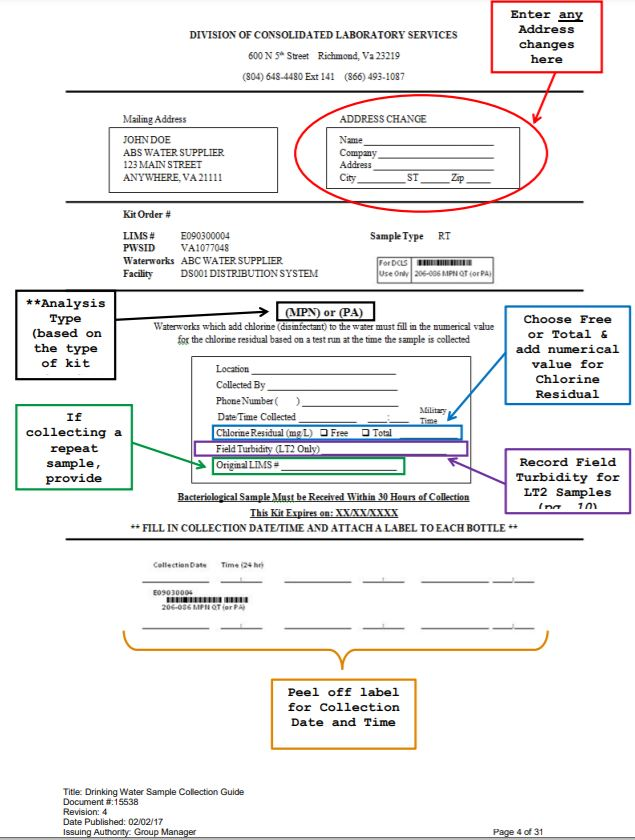 Enter any
Address
changes
here
DIVISION OF CONSOLIDATED LABORATORY SERVICES
600 N 5th Street Richmond, Va 23219
(804) 648-4480 Ext 141 (866) 493-1087
Mailing Address
JOHN DOE
ABS WATER SUPPLIER
123 MAIN STREET
ANYWHERE, VA 21111
ADDRESS CHANGE
Name
Company
Address
City ST Zip
Kit Order #
LIMS # E090300004
PWSID VA1077048
Waterworks ABC WATER SUPPLIER
Facility DS001 DISTRIBUTION SYSTEM
Sample Type RT
For DCLS
Use Only 206-086 MPN QT (or PA)
**Analysis
Type
(based on
the type
of kit
(MPN) or (PA)
Waterworks which add chlorine (disinfectant) to the water must fill in the numerical value
for the chlorine residual based on a test run at the time the sample is collected
Choose Free
or Total &
add numerical
value for
Chlorine
Residual
Location
Collected By
Phone Number ( )
Date/Time Collected : Military Time
Chlorine Residual (mg/L) ☐ Free ☐ Total
Field Turbidity (LT2 Only)
Original LIMS #
If
collecting a
repeat
sample,
provide
Record Field
Turbidity for
LT2 Samples
(pg. 10)
Bacteriological Sample Must be Received Within 30 Hours of Collection
This Kit Expires on: XX/XX/XXXX
** FILL IN COLLECTION DATE/TIME AND ATTACH A LABEL TO EACH BOTTLE **
Collection Date Time (24 hr)
E09030004
206-086 MPN QT (or PA)
Peel off label
for Collection
Date and Time
Title: Drinking Water Sample Collection Guide
Document #:15538
Revision: 4
Date Published: 02/02/17
Issuing Authority: Group Manager
Page 4 of 31